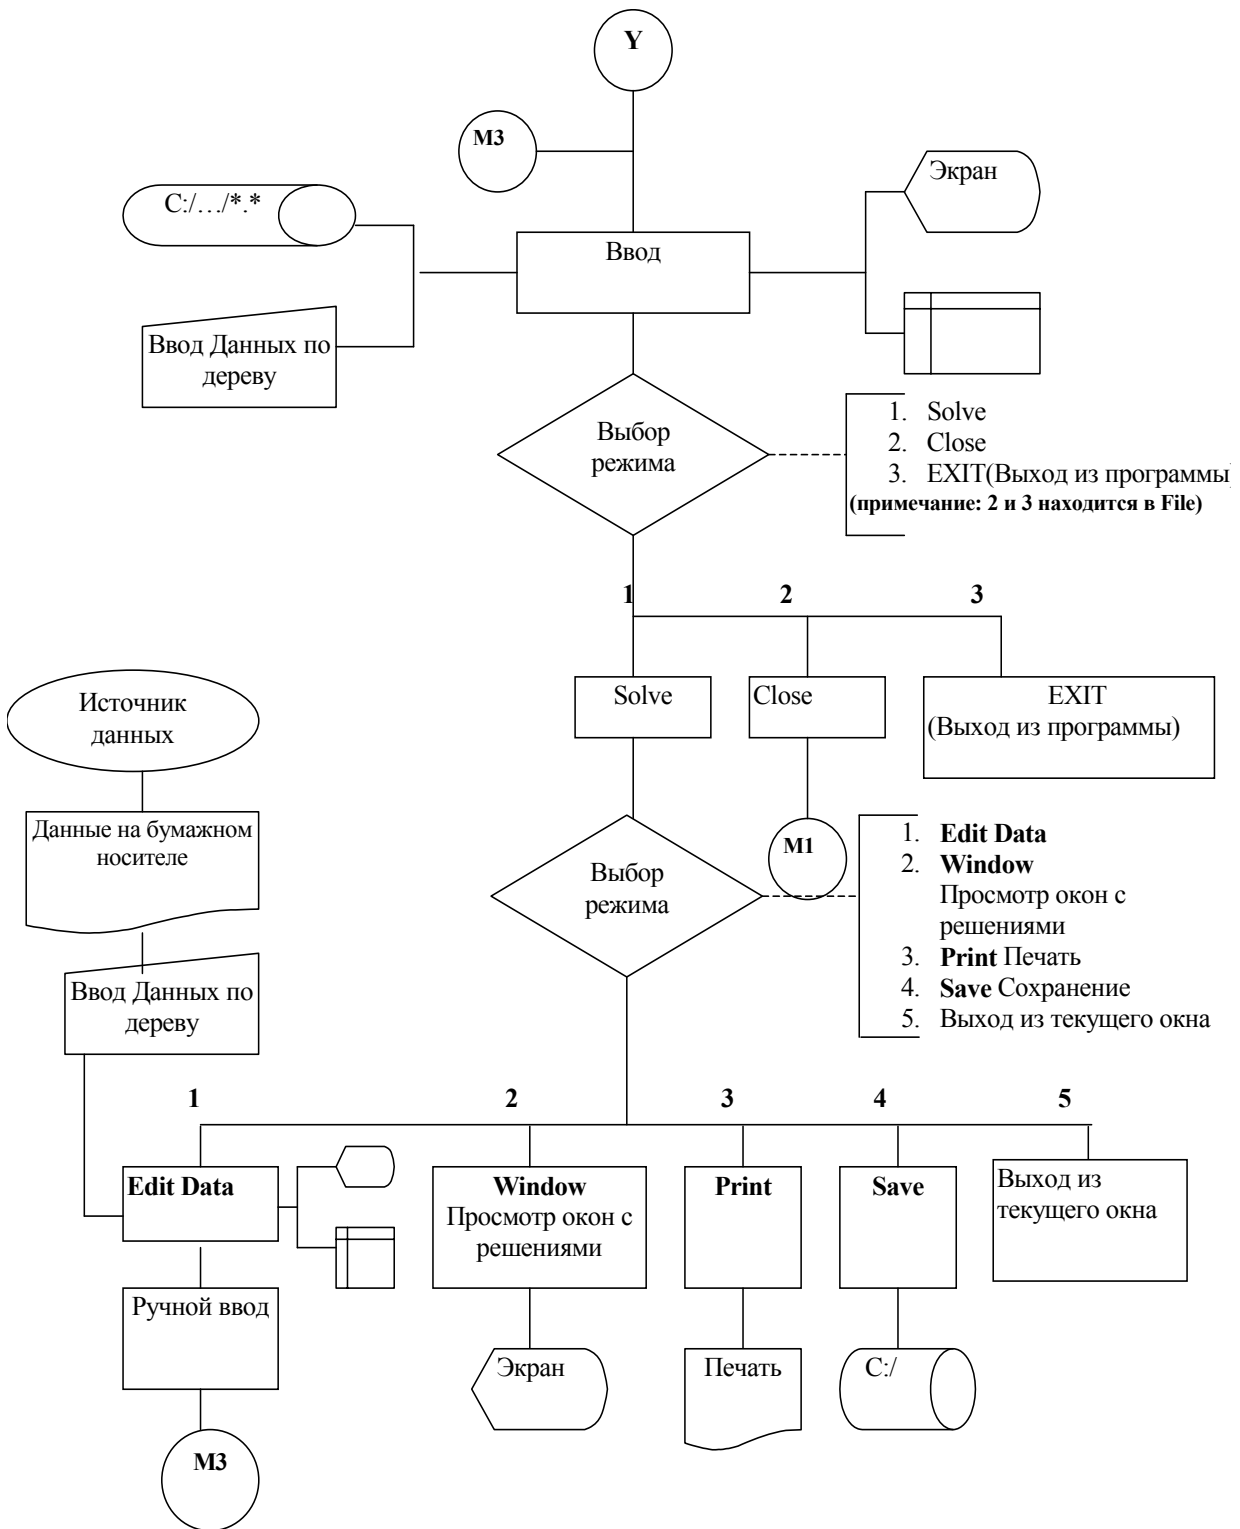 Y
М3
C:/…/*.*
Экран
Ввод
Ввод Данных по
дереву
Выбор
режима
1. Solve
2. Close
3. EXIT(Выход из программы)
(примечание: 2 и 3 находится в File)
1
2
3
Solve
Close
EXIT
(Выход из программы)
Источник
данных
Данные на бумажном
носителе
Ввод Данных по
дереву
Выбор
режима
М1
1. Edit Data
2. Window
Просмотр окон с
решениями
3. Print Печать
4. Save Сохранение
5. Выход из текущего окна
1
2
3
4
5
Edit Data
Window
Просмотр окон с
решениями
Print
Save
Выход из
текущего окна
Ручной ввод
Экран
Печать
C:/
М3